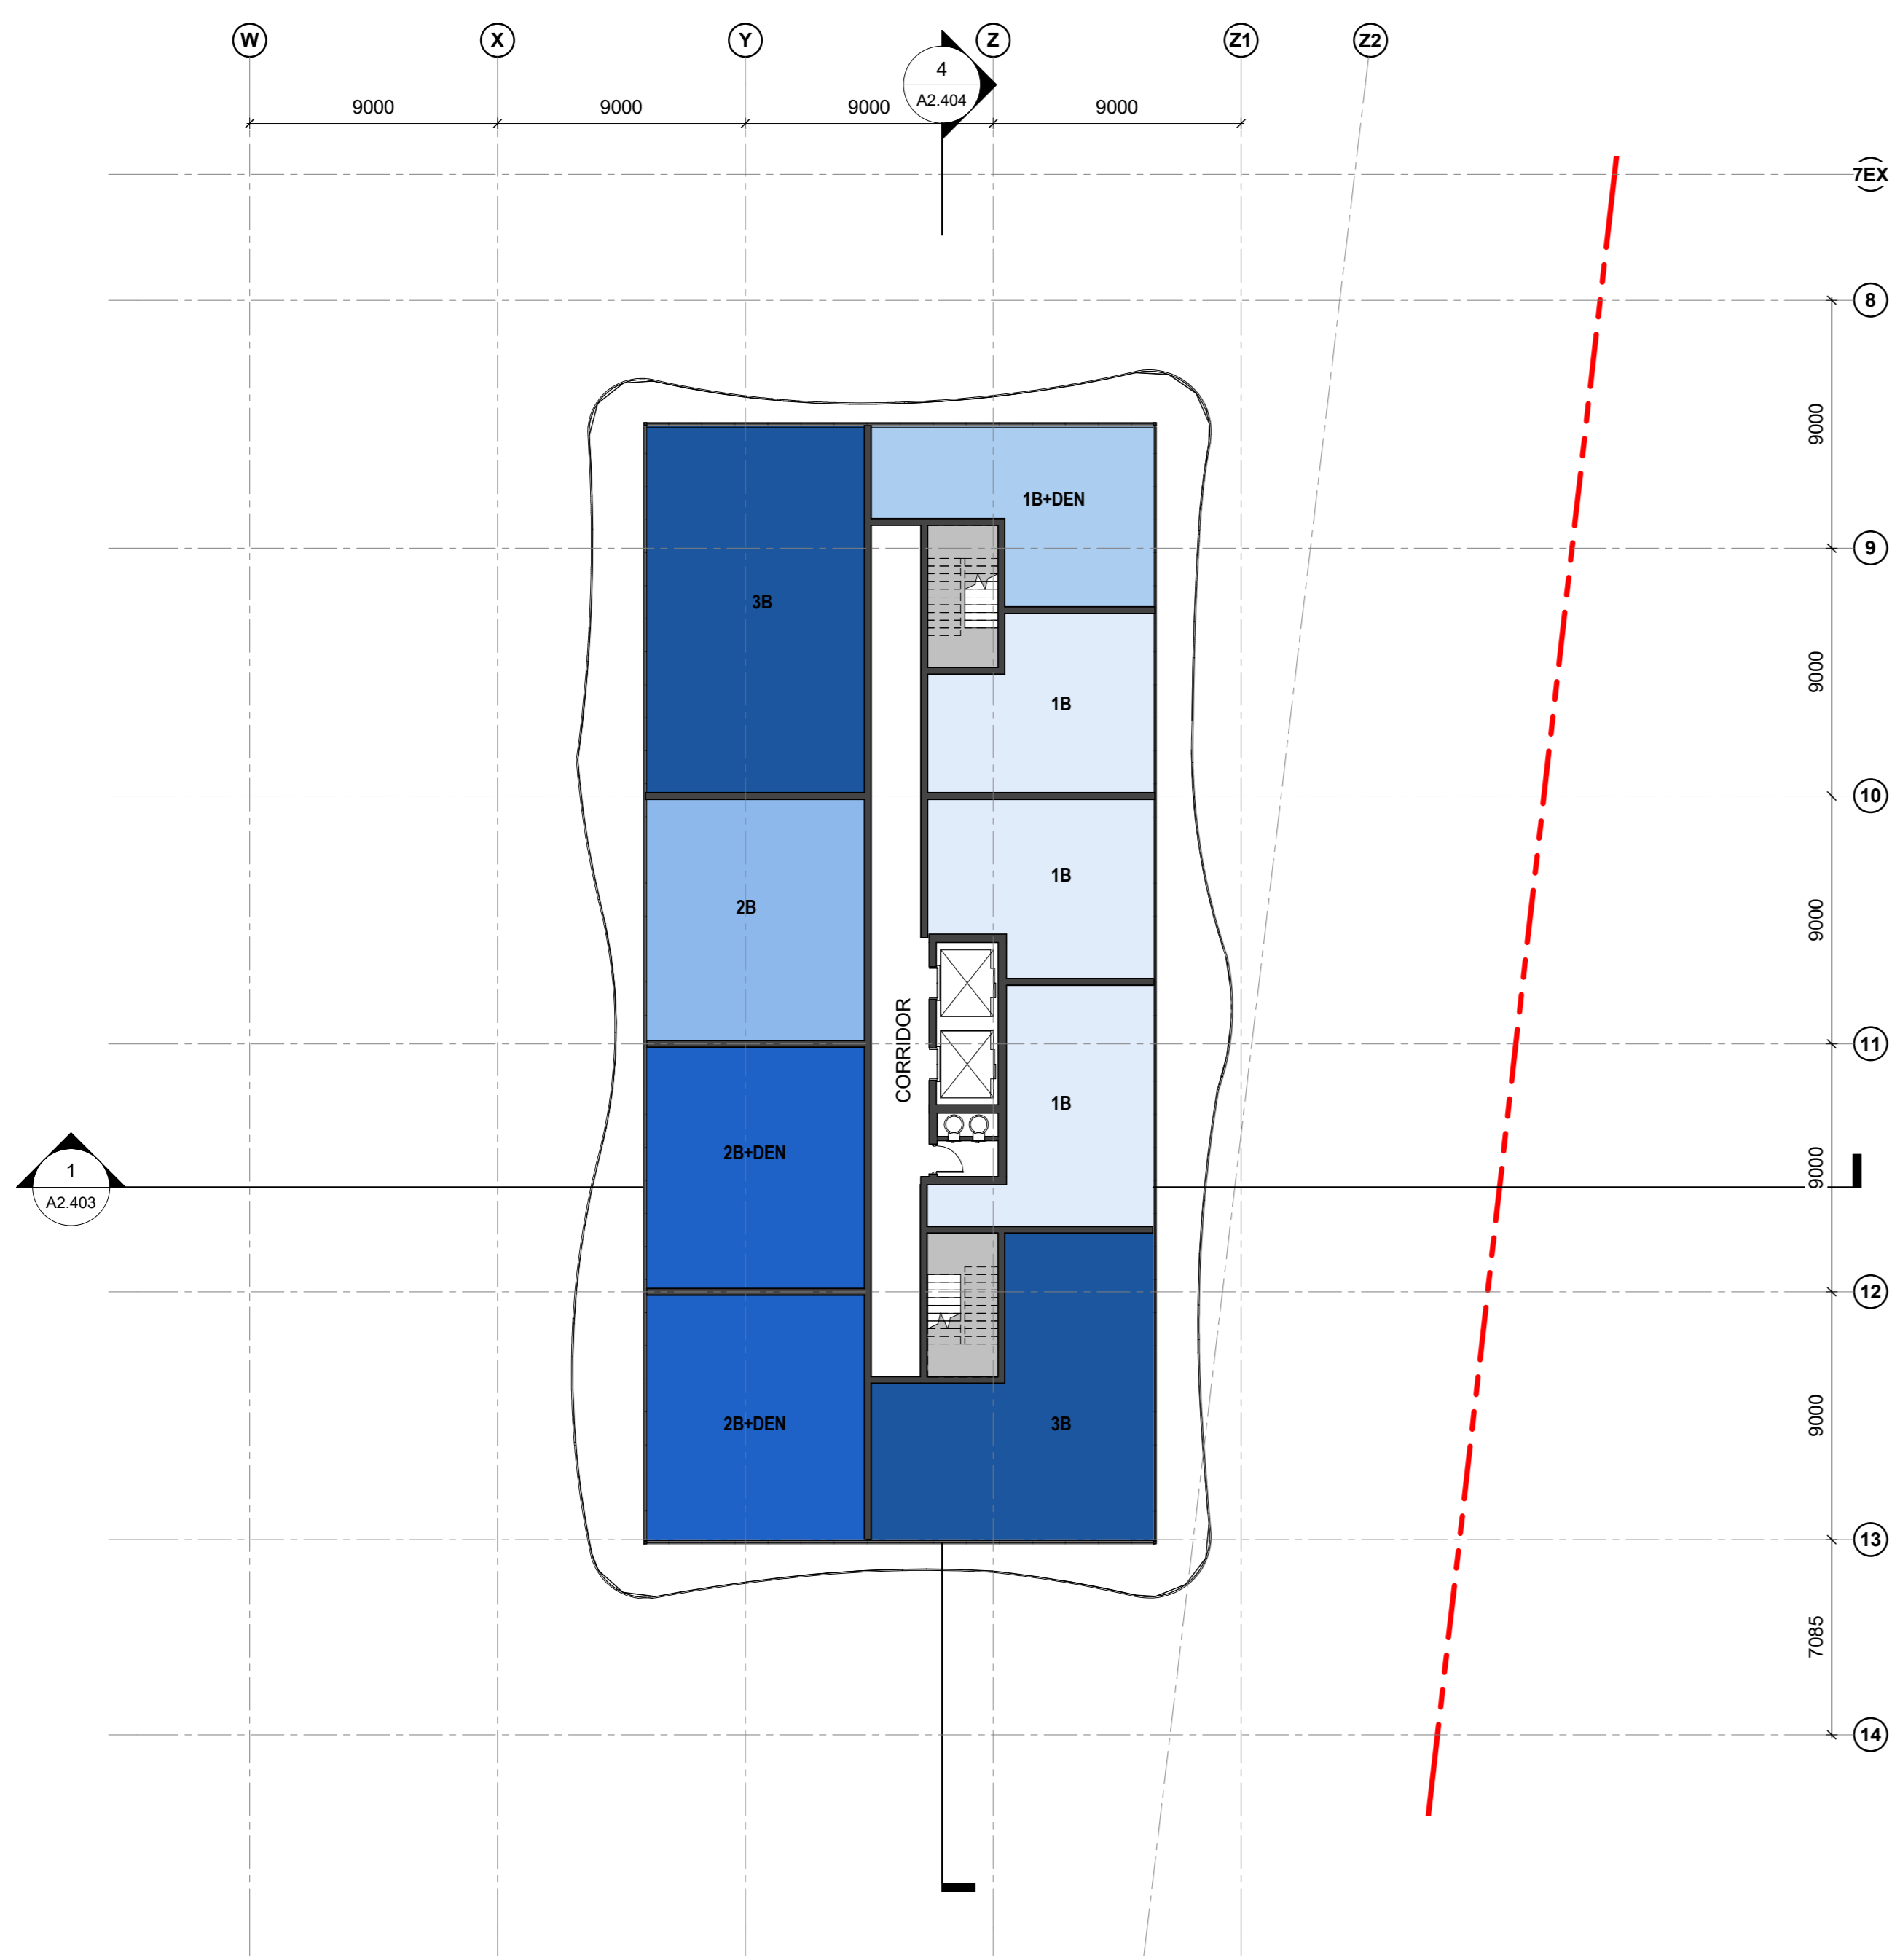 W
X
Y
Z
Z1
Z2
4
A2.404
9000
9000
9000
9000
7EX
8
9000
1B+DEN
9
3B
9000
1B
10
1B
2B
9000
CORRIDOR
11
1B
2B+DEN
9000
1
A2.403
12
9000
2B+DEN
3B
13
7085
14